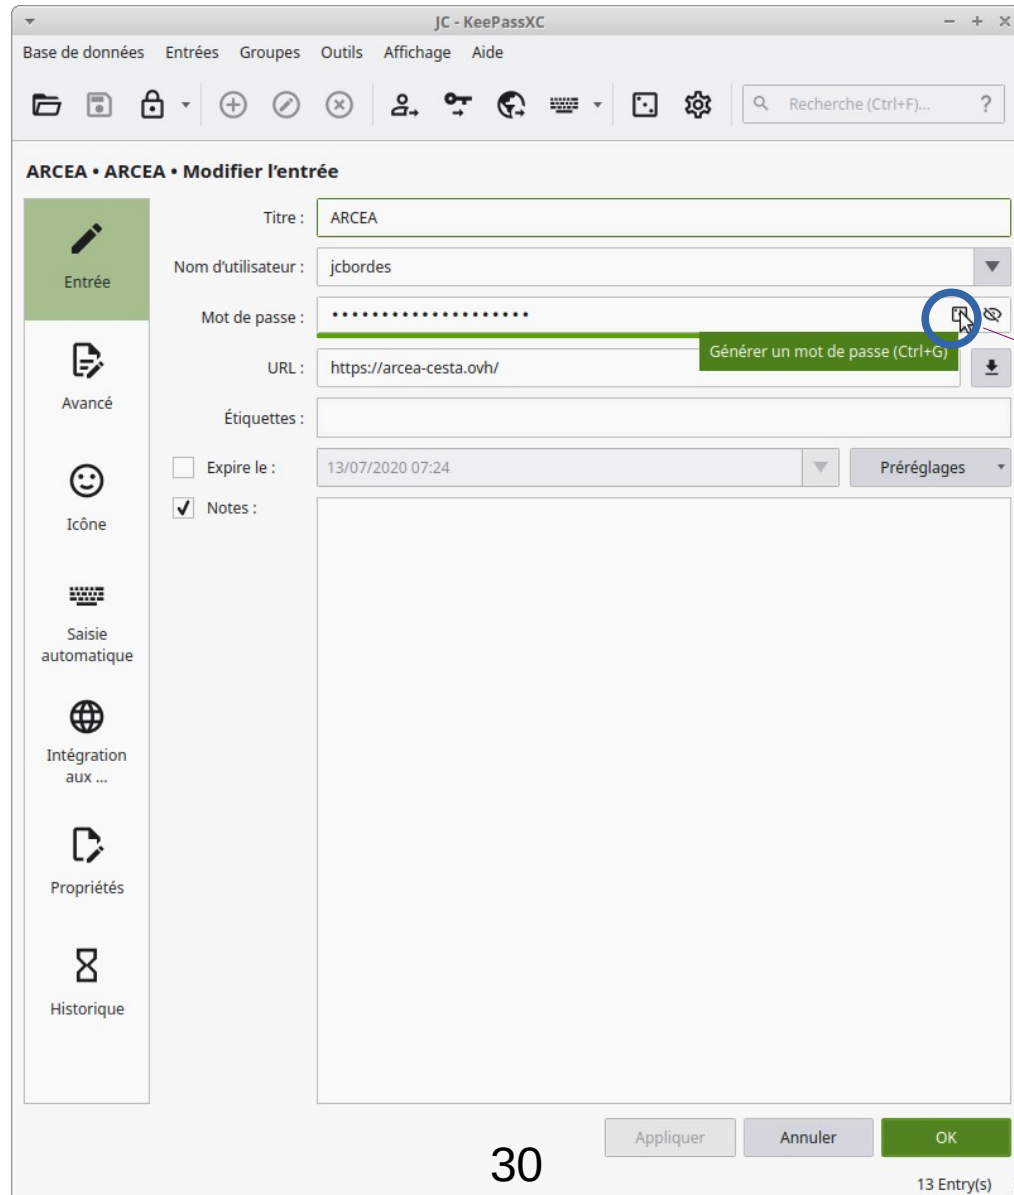 JC - KeePassXC
Base de données Entrées Groupes Outils Affichage Aide
Recherche (Ctrl+F)... ?
ARCEA • ARCEA • Modifier l'entrée
Entrée
Titre : ARCEA
Nom d'utilisateur : jcbordes
Mot de passe : ••••••••••••••••••••
Générer un mot de passe (Ctrl+G)
URL : https://arcea-cesta.ovh/
Avancé
Étiquettes :
Expire le : 13/07/2020 07:24 Préréglages
Notes :
Icône
Saisie
automatique
Intégration
aux ...
Propriétés
Historique
Appliquer Annuler OK
30
13 Entry(s)